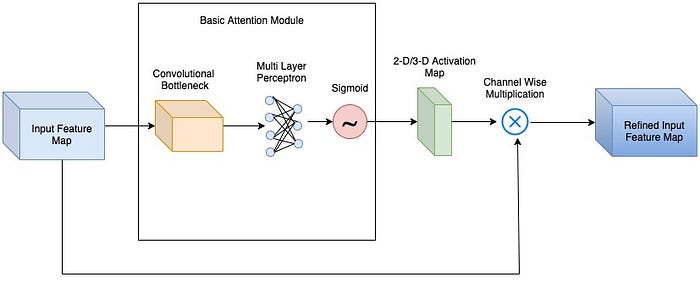 Basic Attention Module
Input Feature
Map
Convolutional
Bottleneck
Multi Layer
Perceptron
Sigmoid
~
2-D/3-D Activation
Map
Channel Wise
Multiplication
Refined Input
Feature Map